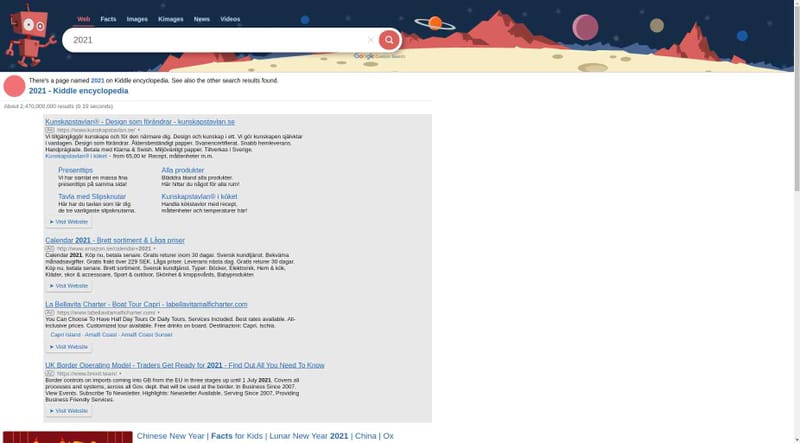 Web Facts Images Kimages News Videos
2021
Google Custom Search
There's a page named 2021 on Kiddle encyclopedia. See also the other search results found.
2021 - Kiddle encyclopedia
About 2,470,000,000 results (0.19 seconds)
Kunskapstavlan® - Design som förändrar - kunskapstavlan.se
Ad https://www.kunskapstavlan.se/
Vi tillgängliggör kunskape och för den närmare dig. Design och kunskap i ett. Vi gör kunskapen självklar
i vardagen. Design som förändrar. Åldersbeständigt papper. Svanencertifierat. Snabb hemleverans.
Handpräglade. Betala med Klarna & Swish. Miljövänligt papper. Tillverkas i Sverige.
Kunskapstavlan® i köket - from 65,00 kr Recept, måttenheter m.m.
Presenttips Alla produkter
Vi har samlat en massa fina Bläddra bland alla produkter.
presenttips på samma sida! Här hittar du något för alla rum!
Tavla med Slipsknutar Kunskapstavlan® i köket
Här har du tavlan som lär dig Handla kökstavlor med recept,
de tre vanligaste slipsknutarna. måttenheter och temperaturer här!
➤ Visit Website
Calendar 2021 - Brett sortiment & Låga priser
Ad http://www.amazon.se/calendar+2021
Calendar 2021. Köp nu, betala senare. Gratis returer inom 30 dagar. Svensk kundtjänst. Bekväma
månadsavgifter. Gratis frakt över 229 SEK. Låga priser. Leverans nästa dag. Gratis returer 30 dagar.
Köp nu, betala senare. Brett sortiment, Svensk kundtjänst. Typer: Böcker, Elektronik, Hem & kök,
Kläder, skor & accessoare, Sport & outdoor, Skönhet & kroppsvårds, Babyprodukter.
➤ Visit Website
La Bellavita Charter - Boat Tour Capri - labellavitamalficharter.com
Ad https://www.labellavitamalficharter.com/
You Can Choose To Have Half Day Tours Or Daily Tours. Services Included. Best rates available. All-
inclusive prices. Customized tour available. Free drinks on board. Destinazioni: Capri, Ischia.
Capri Island · Amalfi Coast · Amalfi Coast Sunset
➤ Visit Website
UK Border Operating Model - Traders Get Ready for 2021 - Find Out All You Need To Know
Ad https://www.brexit.team/
Border controls on imports coming into GB from the EU in three stages up until 1 July 2021. Covers all
processes and systems, across all Gov. dept. that will be used at the border. In Business Since 2007.
View Events. Subscribe To Newsletter. Highlights: Newsletter Available, Serving Since 2007, Providing
Business Friendly Services.
➤ Visit Website
Chinese New Year | Facts for Kids | Lunar New Year 2021 | China | Ox